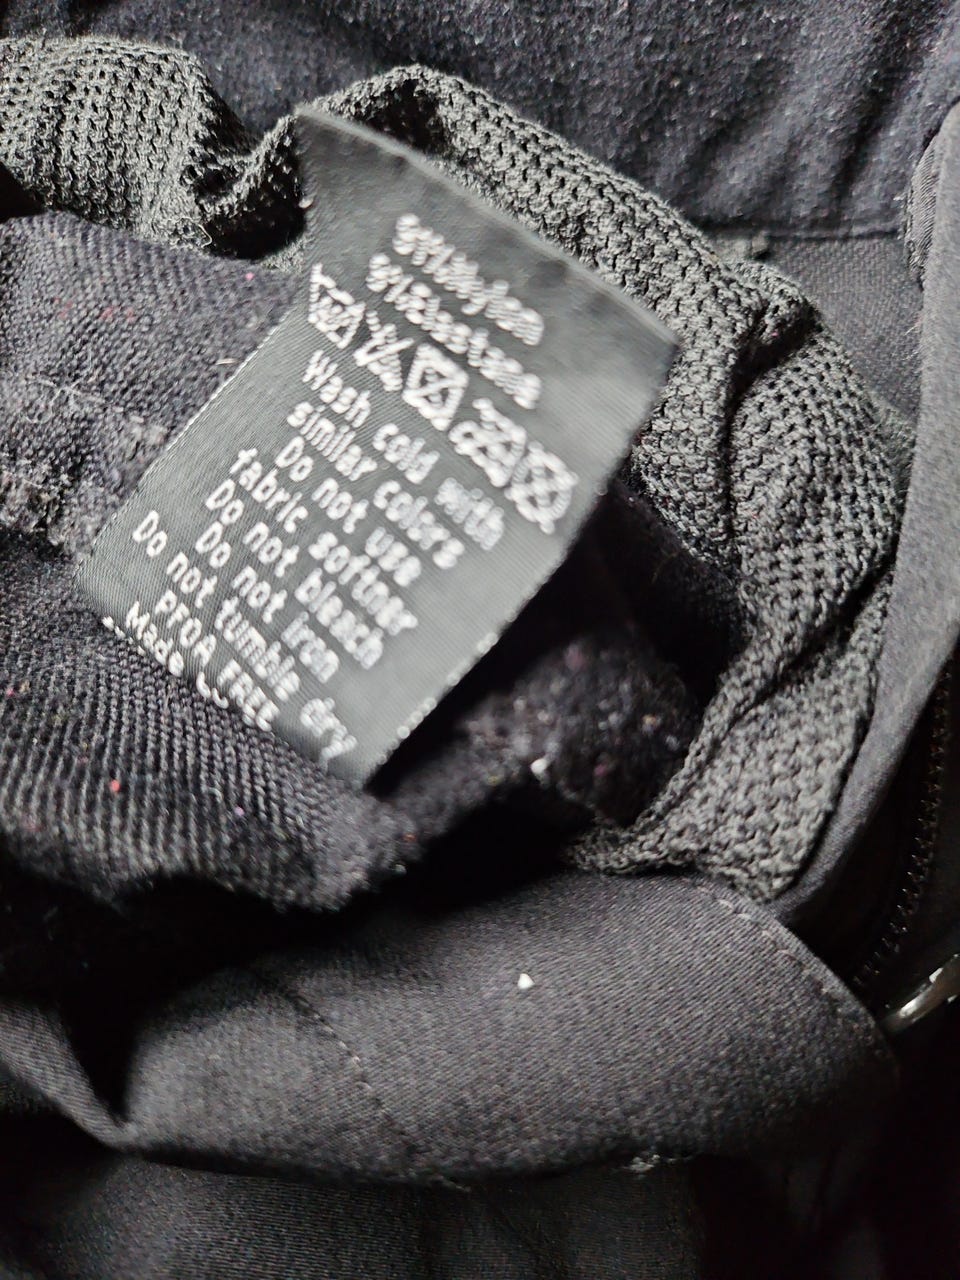 Wash cold with
similar colors
Do not use
fabric softner
Do not bleach
Do not iron
Do not tumble dry
PFOA Free
Made